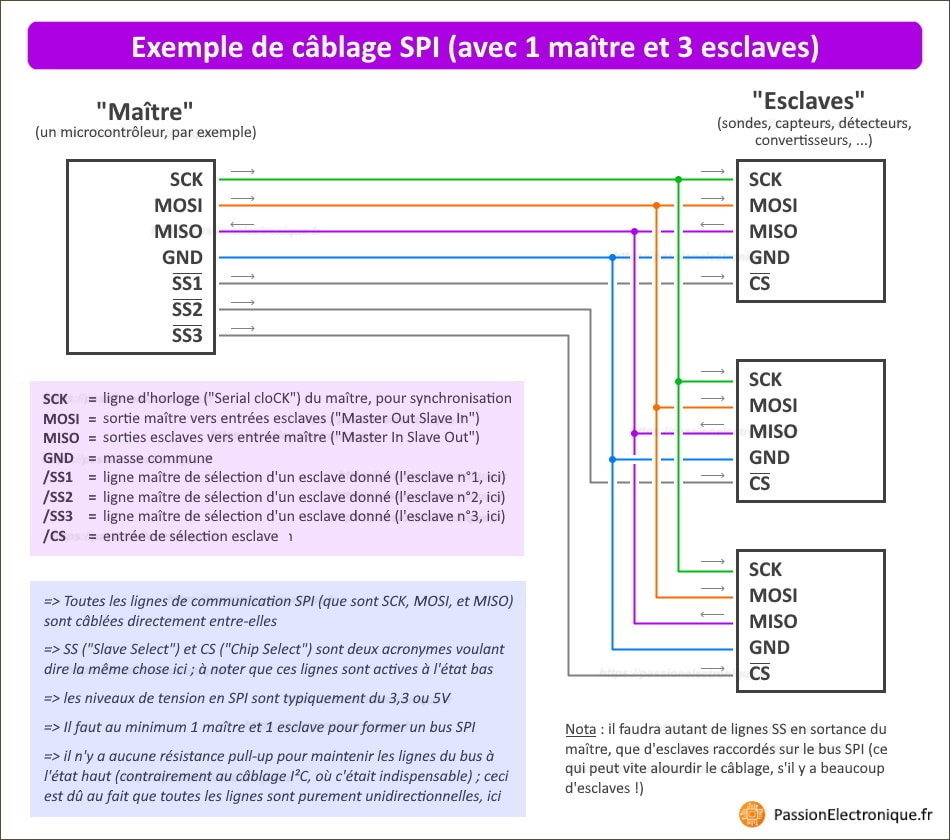 Exemple de câblage SPI (avec 1 maître et 3 esclaves)
"Maître"
(un microcontrôleur, par exemple)
SCK
MOSI
MISO
GND
SS1
SS2
SS3
"Esclaves"
(sondes, capteurs, détecteurs,
convertisseurs, ...)
SCK
MOSI
MISO
GND
CS
SCK
MOSI
MISO
GND
CS
SCK
MOSI
MISO
GND
CS
SCK = ligne d'horloge ("Serial cloCK") du maître, pour synchronisation
MOSI = sortie maître vers entrées esclaves ("Master Out Slave In")
MISO = sorties esclaves vers entrée maître ("Master In Slave Out")
GND = masse commune
/SS1 = ligne maître de sélection d'un esclave donné (l'esclave n°1, ici)
/SS2 = ligne maître de sélection d'un esclave donné (l'esclave n°2, ici)
/SS3 = ligne maître de sélection d'un esclave donné (l'esclave n°3, ici)
/CS = entrée de sélection esclave
=> Toutes les lignes de communication SPI (que sont SCK, MOSI, et MISO)
sont câblées directement entre-elles
=> SS ("Slave Select") et CS ("Chip Select") sont deux acronymes voulant
dire la même chose ici ; à noter que ces lignes sont actives à l'état bas
=> les niveaux de tension en SPI sont typiquement du 3,3 ou 5V
=> Il faut au minimum 1 maître et 1 esclave pour former un bus SPI
=> il n'y a aucune résistance pull-up pour maintenir les lignes du bus à
l'état haut (contrairement au câblage I²C, où c'était indispensable) ; ceci
est dû au fait que toutes les lignes sont purement unidirectionnelles, ici
Nota : il faudra autant de lignes SS en sortance du
maître, que d'esclaves raccordés sur le bus SPI (ce
qui peut vite alourdir le câblage, s'il y a beaucoup
d'esclaves !)
PassionElectronique.fr